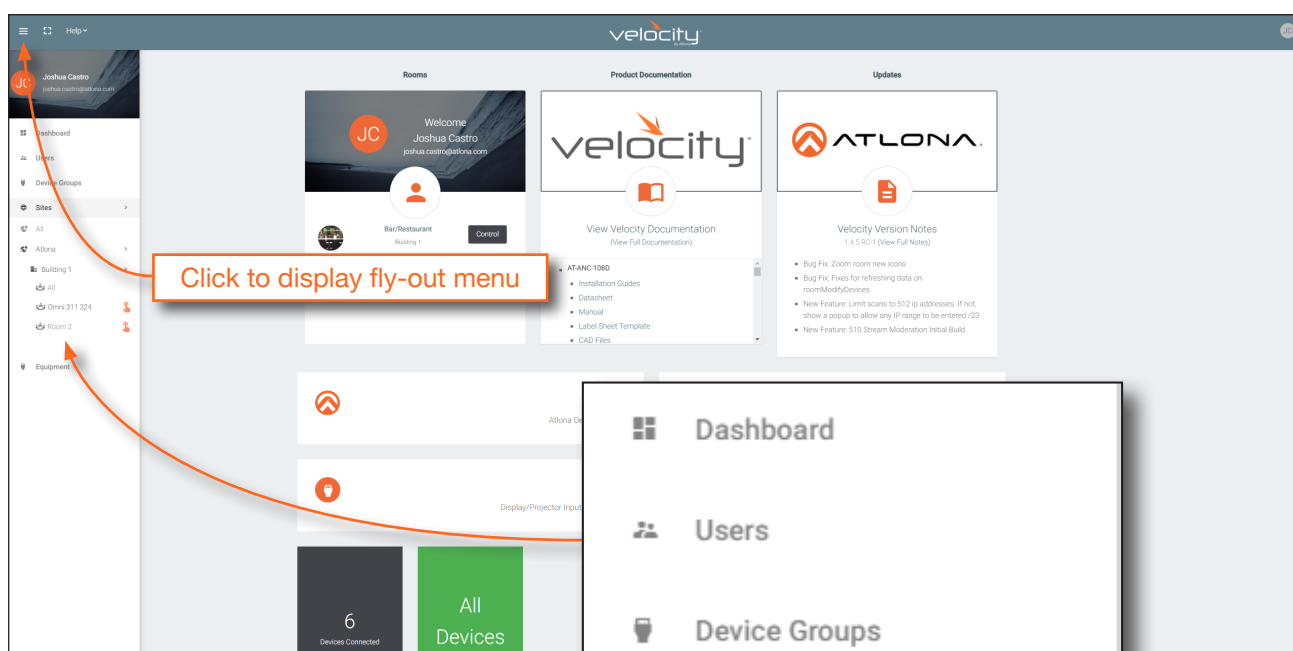 Help
velocity
by Atlona
JC
JC
Joshua Castro
joshua.castro@atlona.com
Dashboard
Users
Device Groups
Sites
All
Atlona
Building 1
All
Omni 311 324
Room 2
Equipment
Click to display fly-out menu
Rooms
JC
Welcome
Joshua Castro
joshua.castro@atlona.com
Bar/Restaurant
Building 1
Control
Product Documentation
velocity
View Velocity Documentation
(View Full Documentation)
AT-ANC-108D
Installation Guides
Datasheet
Manual
Label Sheet Template
CAD Files
Updates
ATLONA.
Velocity Version Notes
1.4.5 RC-1 (View Full Notes)
Bug Fix: Zoom room new icons
Bug Fix: Fixes for refreshing data on
roomModifyDevices
New Feature: Limit scans to 512 ip addresses. If not,
show a popup to allow any IP range to be entered /23
New Feature: 510 Stream Moderation Initial Build
Atlona De
Display/Projector Input
6
Devices Connected
All
Devices
Dashboard
Users
Device Groups